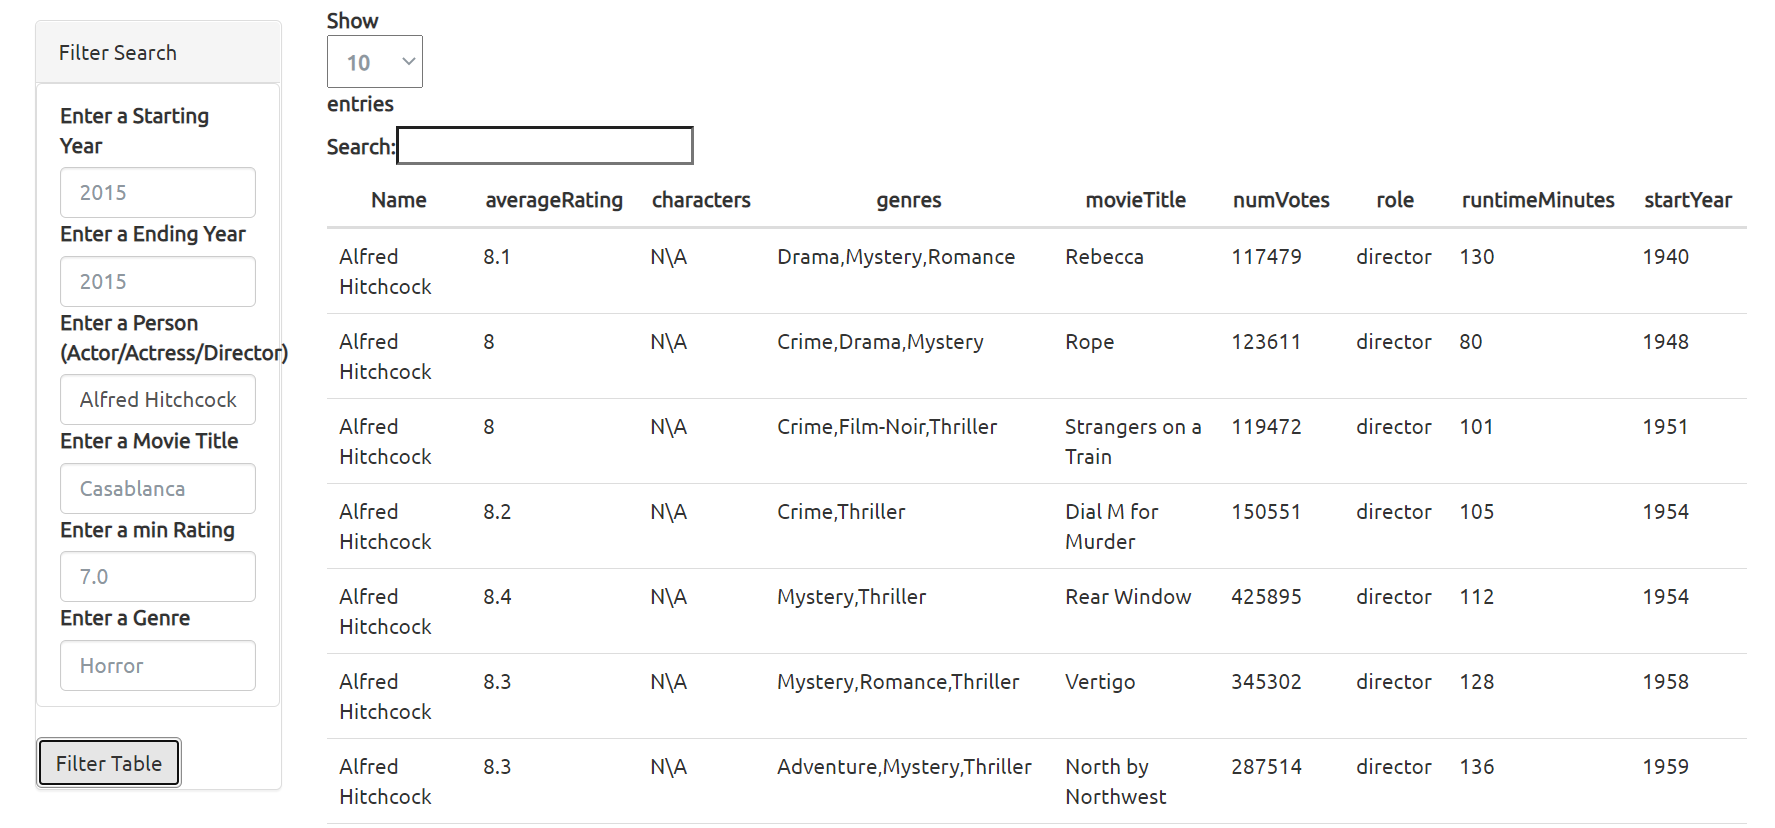 Filter Search
Enter a Starting
Year
2015
Enter a Ending Year
2015
Enter a Person
(Actor/Actress/Director)
Alfred Hitchcock
Enter a Movie Title
Casablanca
Enter a min Rating
7.0
Enter a Genre
Horror
Filter Table
Show
10
entries
Search:
Name averageRating characters genres movieTitle numVotes role runtimeMinutes startYear
Alfred 8.1 N\A Drama,Mystery,Romance Rebecca 117479 director 130 1940
Hitchcock
Alfred 8 N\A Crime,Drama,Mystery Rope 123611 director 80 1948
Hitchcock
Alfred 8 N\A Crime,Film-Noir,Thriller Strangers on a 119472 director 101 1951
Hitchcock Train
Alfred 8.2 N\A Crime,Thriller Dial M for 150551 director 105 1954
Hitchcock Murder
Alfred 8.4 N\A Mystery,Thriller Rear Window 425895 director 112 1954
Hitchcock
Alfred 8.3 N\A Mystery,Romance,Thriller Vertigo 345302 director 128 1958
Hitchcock
Alfred 8.3 N\A Adventure,Mystery,Thriller North by 287514 director 136 1959
Hitchcock Northwest